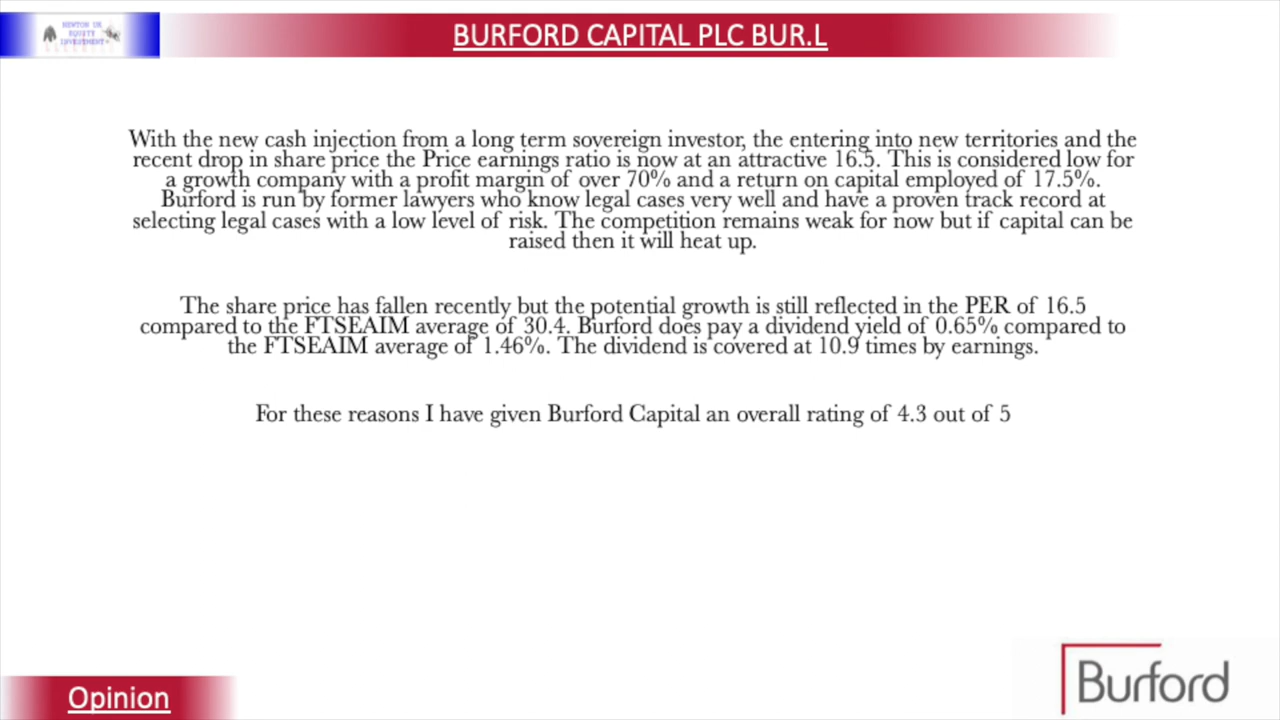 NEWTON UK
EQUITY
INVESTMENT
BURFORD CAPITAL PLC BUR.L
With the new cash injection from a long term sovereign investor, the entering into new territories and the
recent drop in share price the Price earnings ratio is now at an attractive 16.5. This is considered low for
a growth company with a profit margin of over 70% and a return on capital employed of 17.5%.
Burford is run by former lawyers who know legal cases very well and have a proven track record at
selecting legal cases with a low level of risk. The competition remains weak for now but if capital can be
raised then it will heat up.
The share price has fallen recently but the potential growth is still reflected in the PER of 16.5
compared to the FTSEAIM average of 30.4. Burford does pay a dividend yield of 0.65% compared to
the FTSEAIM average of 1.46%. The dividend is covered at 10.9 times by earnings.
For these reasons I have given Burford Capital an overall rating of 4.3 out of 5
Opinion
Burford